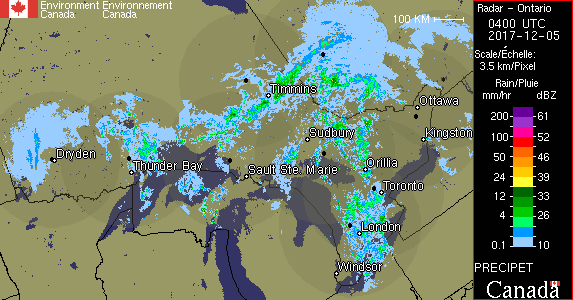 Environment Environnement
Canada Canada
100 KM
Timmins
Ottawa
Sudbury
Kingston
Dryden
Thunder Bay
Sault Ste. Marie
Orillia
Toronto
London
Windsor
Radar - Ontario
0400 UTC
2017-12-05
Scale/Échelle:
3.5 km/Pixel
Rain/Pluie
mm/hr dBZ
200 61
100 52
50 46
24 39
12 33
4 26
0.1 10
PRECIPET
Canada